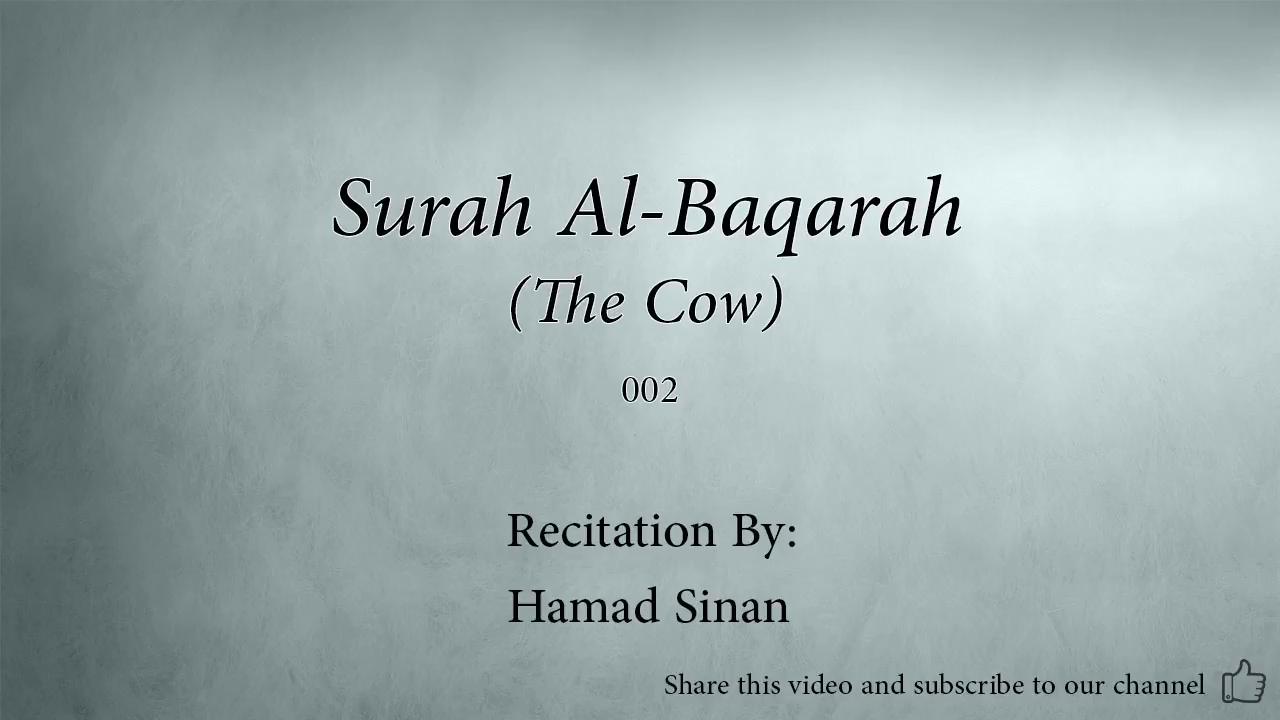 Surah Al-Baqarah
(The Cow)
002
Recitation By:
Hamad Sinan
Share this video and subscribe to our channel